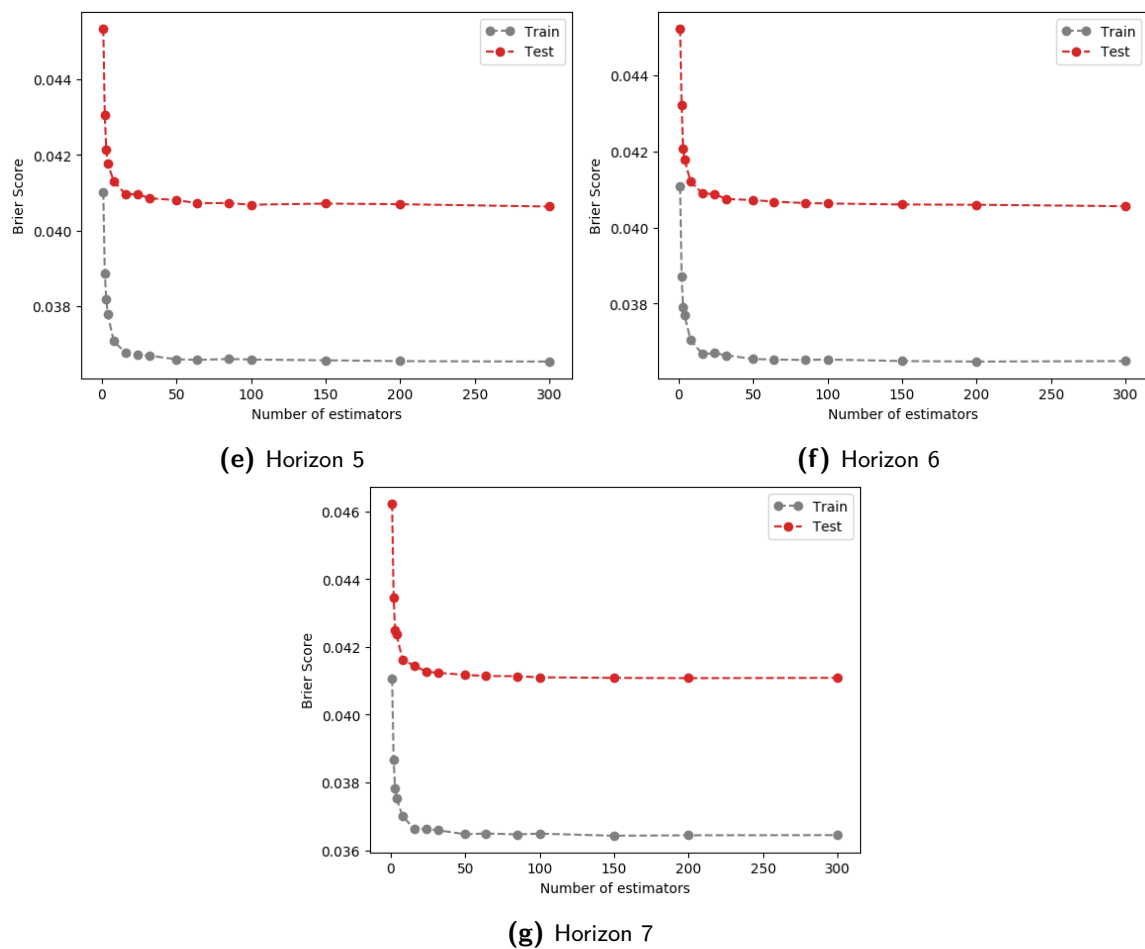 Train
Test
0.044
0.042
0.040
0.038
Brier Score
0 50 100 150 200 250 300
Number of estimators
(e) Horizon 5
Train
Test
0.044
0.042
0.040
0.038
Brier Score
0 50 100 150 200 250 300
Number of estimators
(f) Horizon 6
Train
Test
0.046
0.044
0.042
0.040
0.038
0.036
Brier Score
0 50 100 150 200 250 300
Number of estimators
(g) Horizon 7